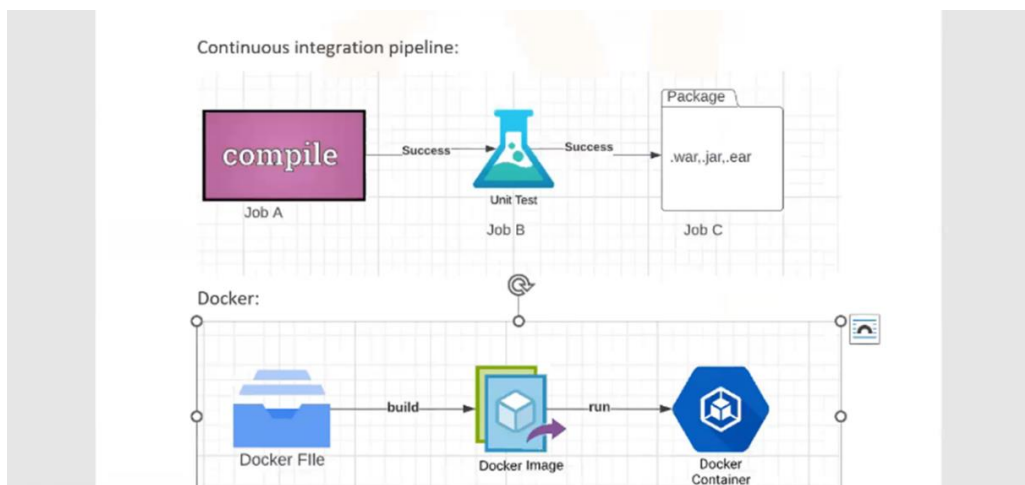 Continuous integration pipeline:
Package
compile
Success
Success
.war,.jar,.ear
Unit Test
Job A
Job B
Job C
Docker:
build
run
Docker FIle
Docker Image
Docker
Container